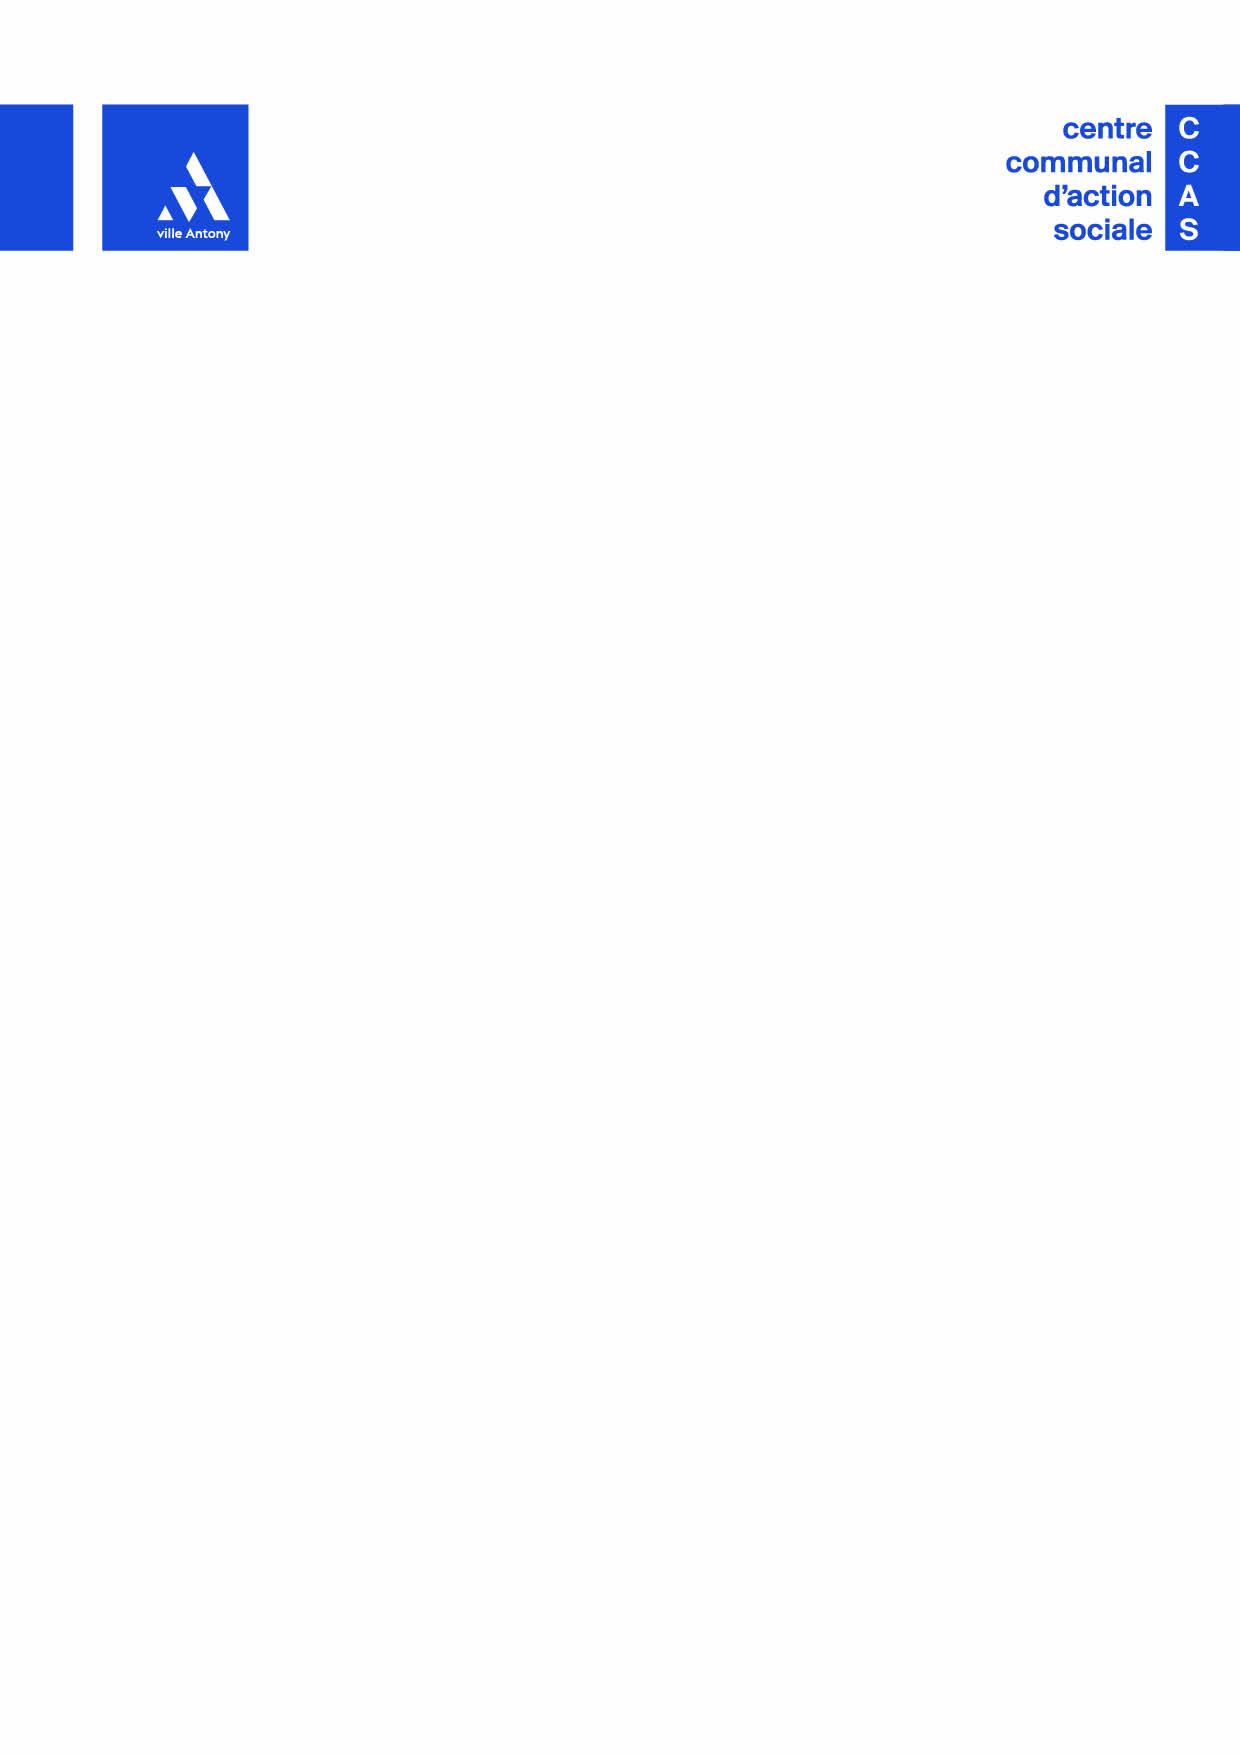 ville Antony
centre
communal
d’action
sociale
C
C
A
S